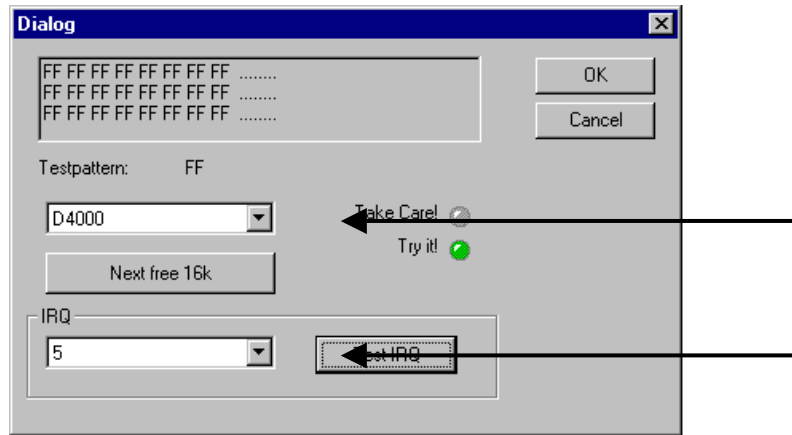 Dialog
FF FF FF FF FF FF FF FF ........
FF FF FF FF FF FF FF FF ........
FF FF FF FF FF FF FF FF ........
OK
Cancel
Testpattern: FF
D4000
Take Care!
Try it!
Next free 16k
IRQ
5
Test IRQ